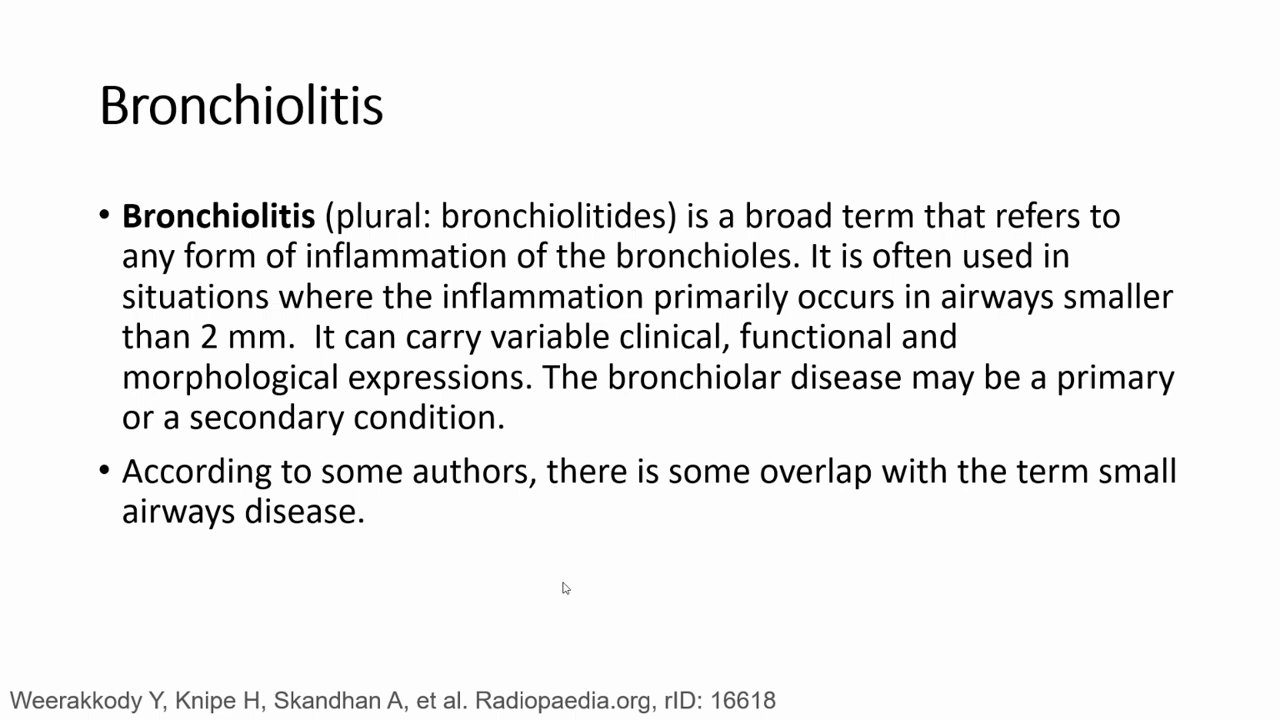 Bronchiolitis
• Bronchiolitis (plural: bronchiolitides) is a broad term that refers to
any form of inflammation of the bronchioles. It is often used in
situations where the inflammation primarily occurs in airways smaller
than 2 mm.  It can carry variable clinical, functional and
morphological expressions. The bronchiolar disease may be a primary
or a secondary condition.
• According to some authors, there is some overlap with the term small
airways disease.
Weerakkody Y, Knipe H, Skandhan A, et al. Radiopaedia.org, rID: 16618